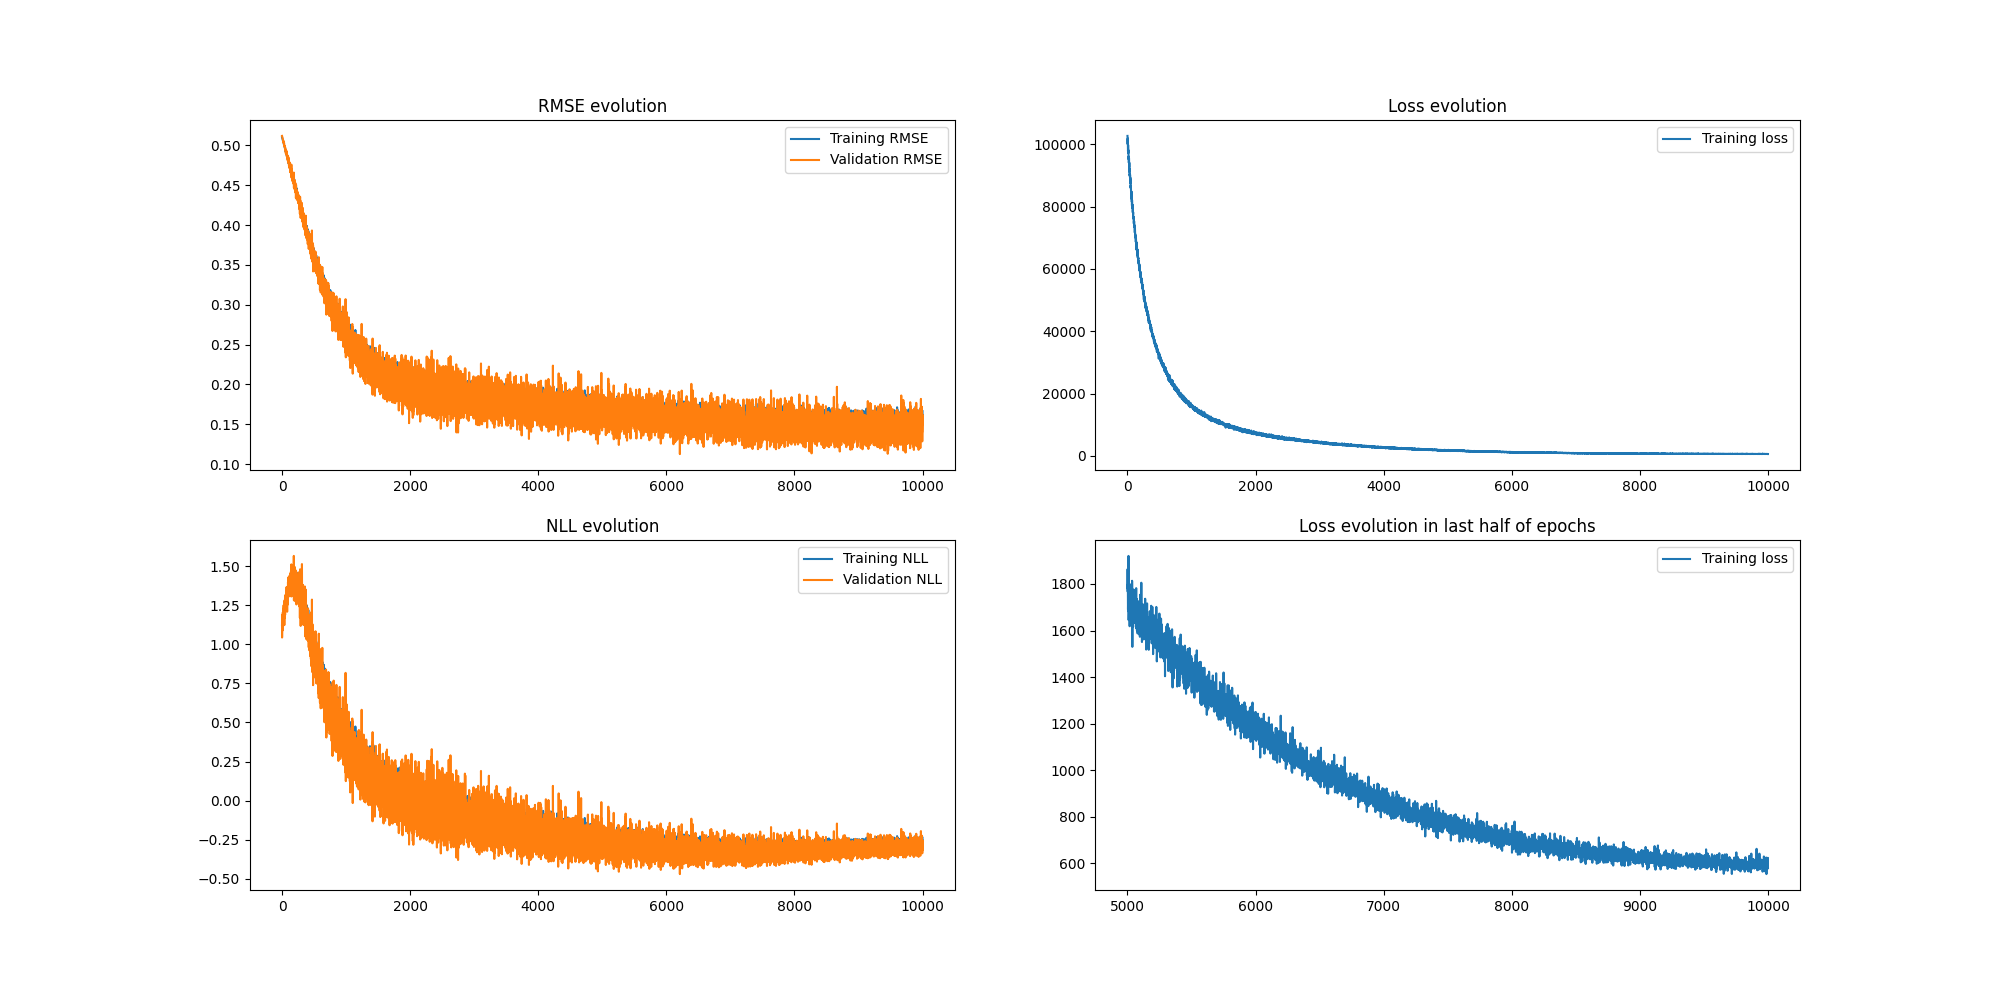 RMSE evolution
Training RMSE
Validation RMSE
0.50
0.45
0.40
0.35
0.30
0.25
0.20
0.15
0.10
0 2000 4000 6000 8000 10000
Loss evolution
Training loss
100000
80000
60000
40000
20000
0
0 2000 4000 6000 8000 10000
NLL evolution
Training NLL
Validation NLL
1.50
1.25
1.00
0.75
0.50
0.25
0.00
−0.25
−0.50
0 2000 4000 6000 8000 10000
Loss evolution in last half of epochs
Training loss
1800
1600
1400
1200
1000
800
600
5000 6000 7000 8000 9000 10000